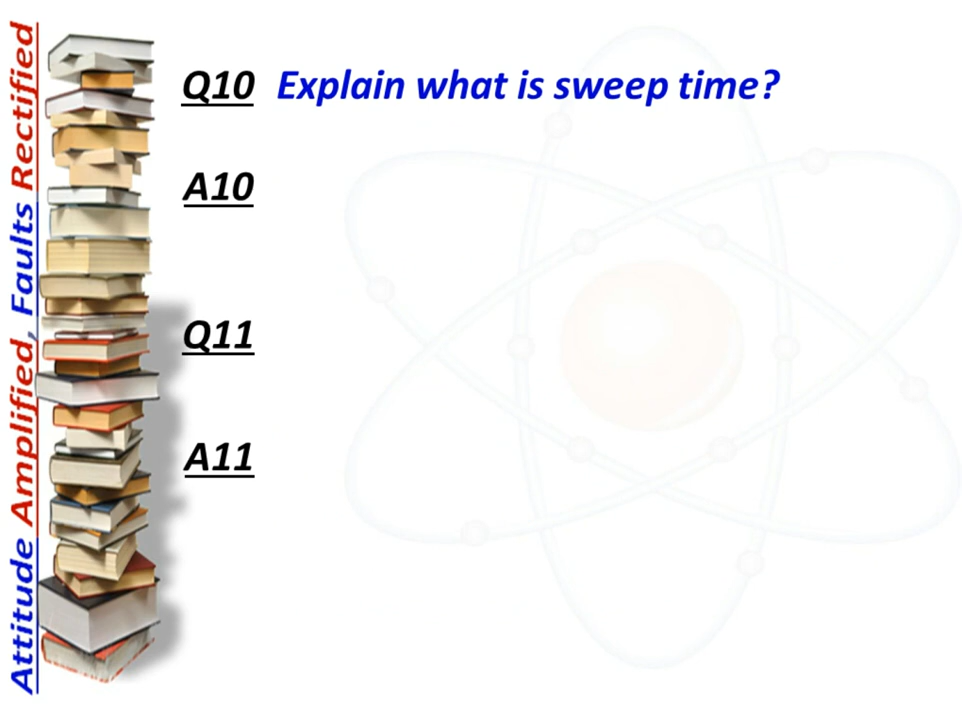 Attitude Amplified, Faults Rectified
Q10 Explain what is sweep time?
A10
Q11
A11